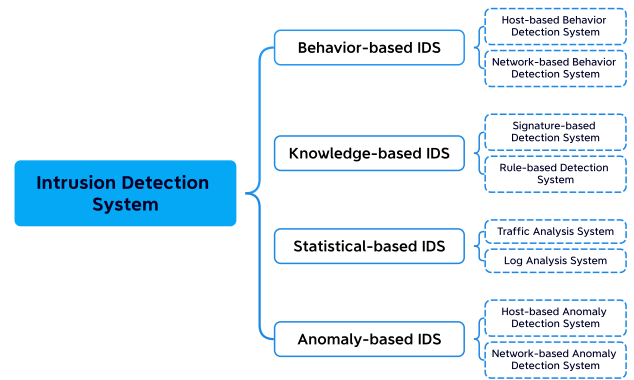 Intrusion Detection
System
Behavior-based IDS
Host-based Behavior
Detection System
Network-based Behavior
Detection System
Knowledge-based IDS
Signature-based
Detection System
Rule-based Detection
System
Statistical-based IDS
Traffic Analysis System
Log Analysis System
Anomaly-based IDS
Host-based Anomaly
Detection System
Network-based Anomaly
Detection System